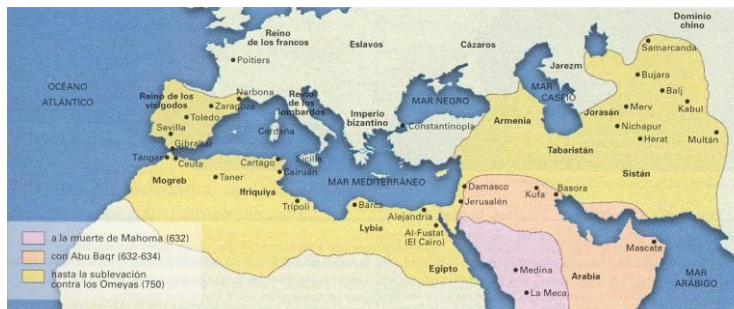 Dominio
chino
Reino
de los francos
Eslavos
Cázaros
Samarcanda
Poitiers
Jarezm
OCÉANO
ATLÁNTICO
Reino de los
visigodos
Narbona
Zaragoza
Toledo
Sevilla
Gibraltar
Reino
de los
lombardos
Cerdaña
MAR NEGRO
MAR
CASPIO
Bujara
Balj
Jorasán
Merv
Kabul
Imperio
bizantino
Constantinopla
Armenia
Nichapur
Herat
Multán
Tabaristán
Sistán
Tánger
Ceuta
Cartago
Sicilia
Cairuán
Mogreb
Taner
Ifriquiya
MAR MEDITERRÁNEO
Trípoli
Barca
Lybia
Alejandría
Al-Fustat
(El Cairo)
Egipto
Damasco
Jerusalén
Kufa
Basora
Mascate
Medina
La Meca
Arabia
MAR
ARÁBIGO
a la muerte de Mahoma (632)
con Abu Baqr (632-634)
hasta la sublevación
contra los Omeyas (750)